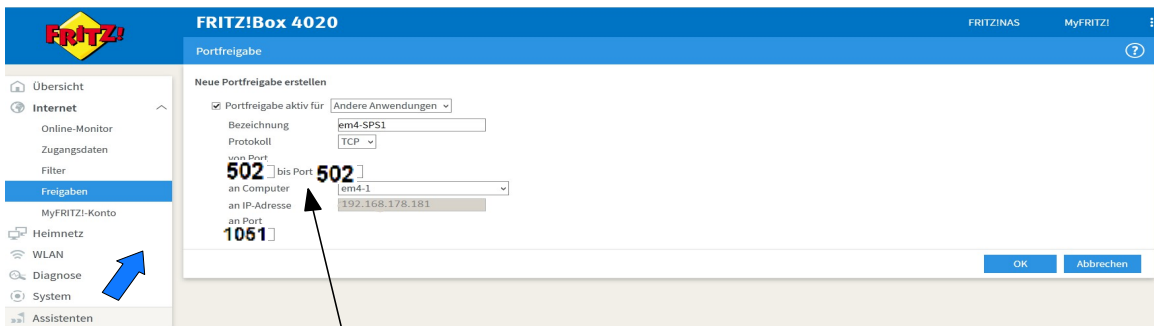 FRITZ!
FRITZ!Box 4020
FRITZ!NAS
MyFRITZ!
Portfreigabe
?
Übersicht
Internet
Online-Monitor
Zugangsdaten
Filter
Freigaben
MyFRITZ!-Konto
Heimnetz
WLAN
Diagnose
System
Assistenten
Neue Portfreigabe erstellen
Portfreigabe aktiv für Andere Anwendungen
Bezeichnung em4-SPS1
Protokoll TCP
von Port
502 bis Port 502
an Computer em4-1
an IP-Adresse 192.168.178.181
an Port
1051
OK Abbrechen